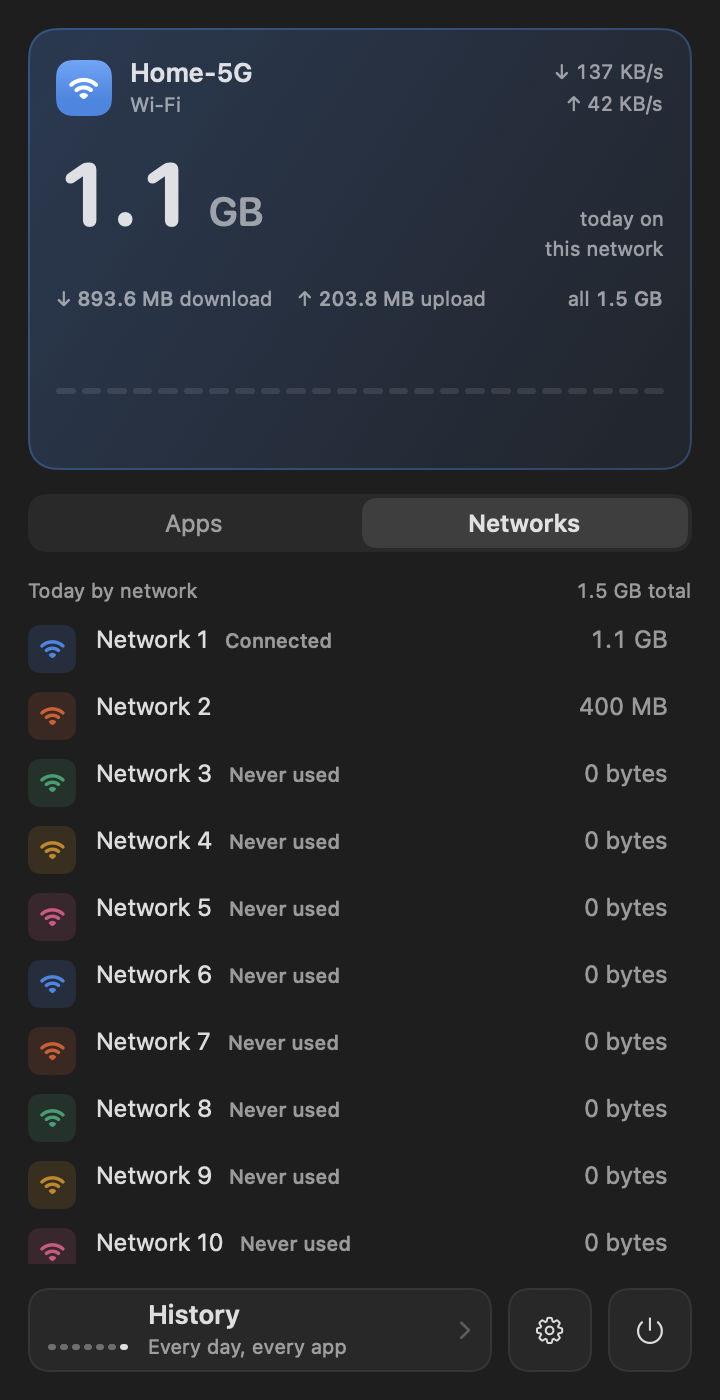 Home-5G
Wi-Fi
↓ 137 KB/s
↑ 42 KB/s
1.1 GB
today on
this network
↓ 893.6 MB download ↑ 203.8 MB upload all 1.5 GB
Apps Networks
Today by network 1.5 GB total
Network 1 Connected 1.1 GB
Network 2 400 MB
Network 3 Never used 0 bytes
Network 4 Never used 0 bytes
Network 5 Never used 0 bytes
Network 6 Never used 0 bytes
Network 7 Never used 0 bytes
Network 8 Never used 0 bytes
Network 9 Never used 0 bytes
Network 10 Never used 0 bytes
History
Every day, every app